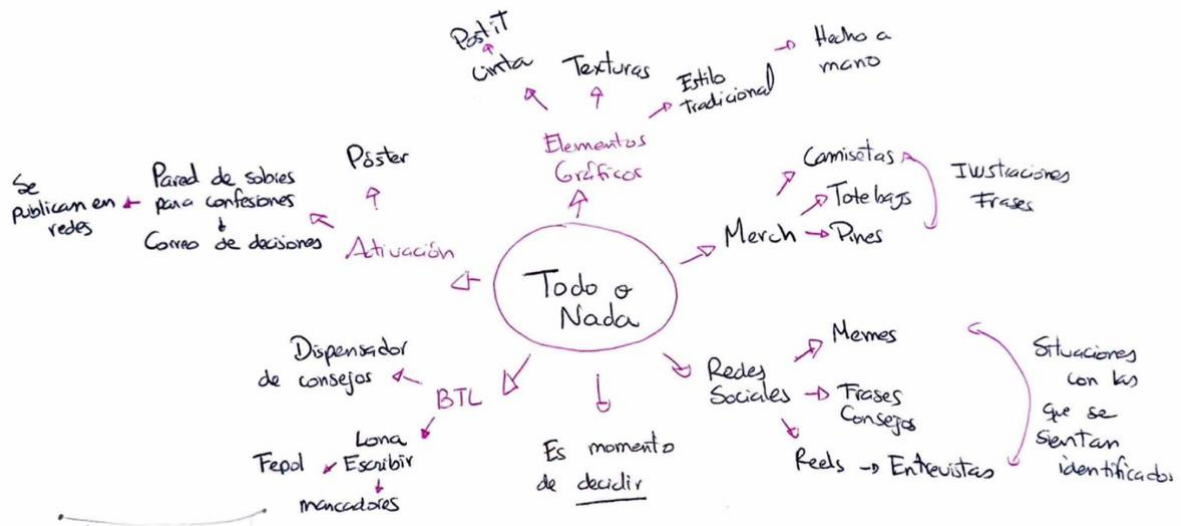 Todo o
Nada
Elementos
Gráficos
Cinta
Post iT
Texturas
Estilo
Tradicional
Hecho a
mano
Merch
Camisetas
Tote bags
Pines
Ilustraciones
Frases
Redes
Sociales
Memes
Frases
Consejos
Reels
Entrevistas
Situaciones
con las
que se
sientan
identificados
Es momento
de decidir
BTL
Dispensador
de consejos
Lona
Escribir
Fepol
marcadores
Activación
Póster
Pared de sobres
para confesiones
Correo de decisiones
Se
publican en
redes